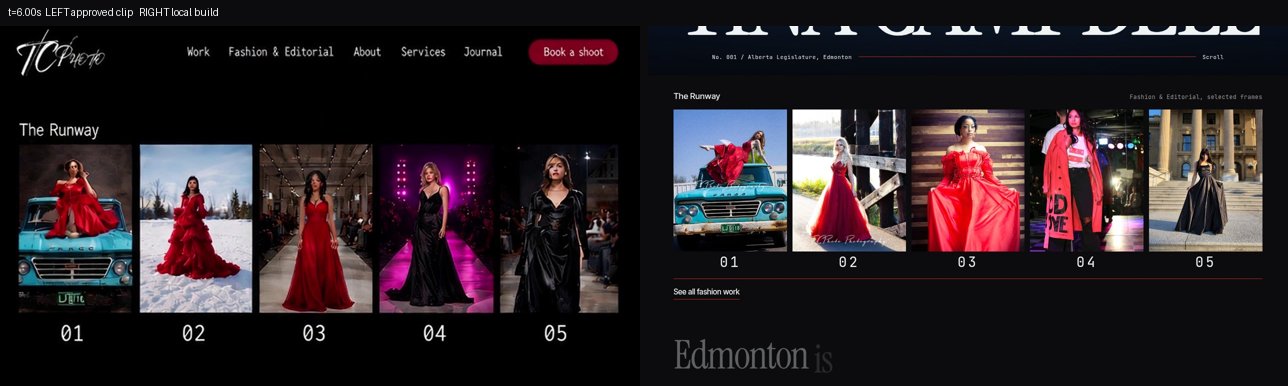 t=6.00s LEFT approved clip RIGHT local build
TCPhoto
Work Fashion & Editorial About Services Journal Book a shoot
The Runway
01 02 03 04 05
No. 001 / Alberta Legislature, Edmonton
Scroll
The Runway
Fashion & Editorial, selected frames
01 02 03 04 05
See all fashion work
Edmonton is